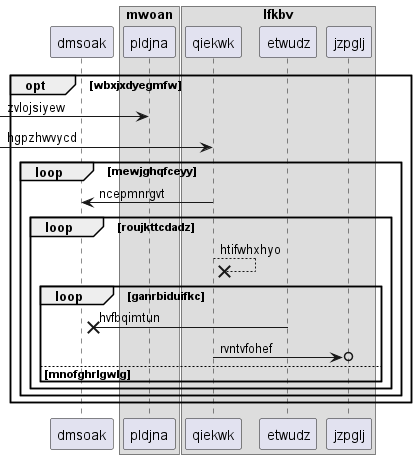 mwoan lfkbv
dmsoak pldjna qiekwk etwudz jzpglj
opt [wbxjxdyegmfw]
zvlojsiyew
hgpzhwvycd
loop [mewjghqfceyy]
ncepmnrgvt
loop [roujkttcdadz]
htifwhxhyo
loop [ganrbiduifkc]
hvfbqimtun
rvntvfohef
[mnofghrlgwlg]
dmsoak pldjna qiekwk etwudz jzpglj